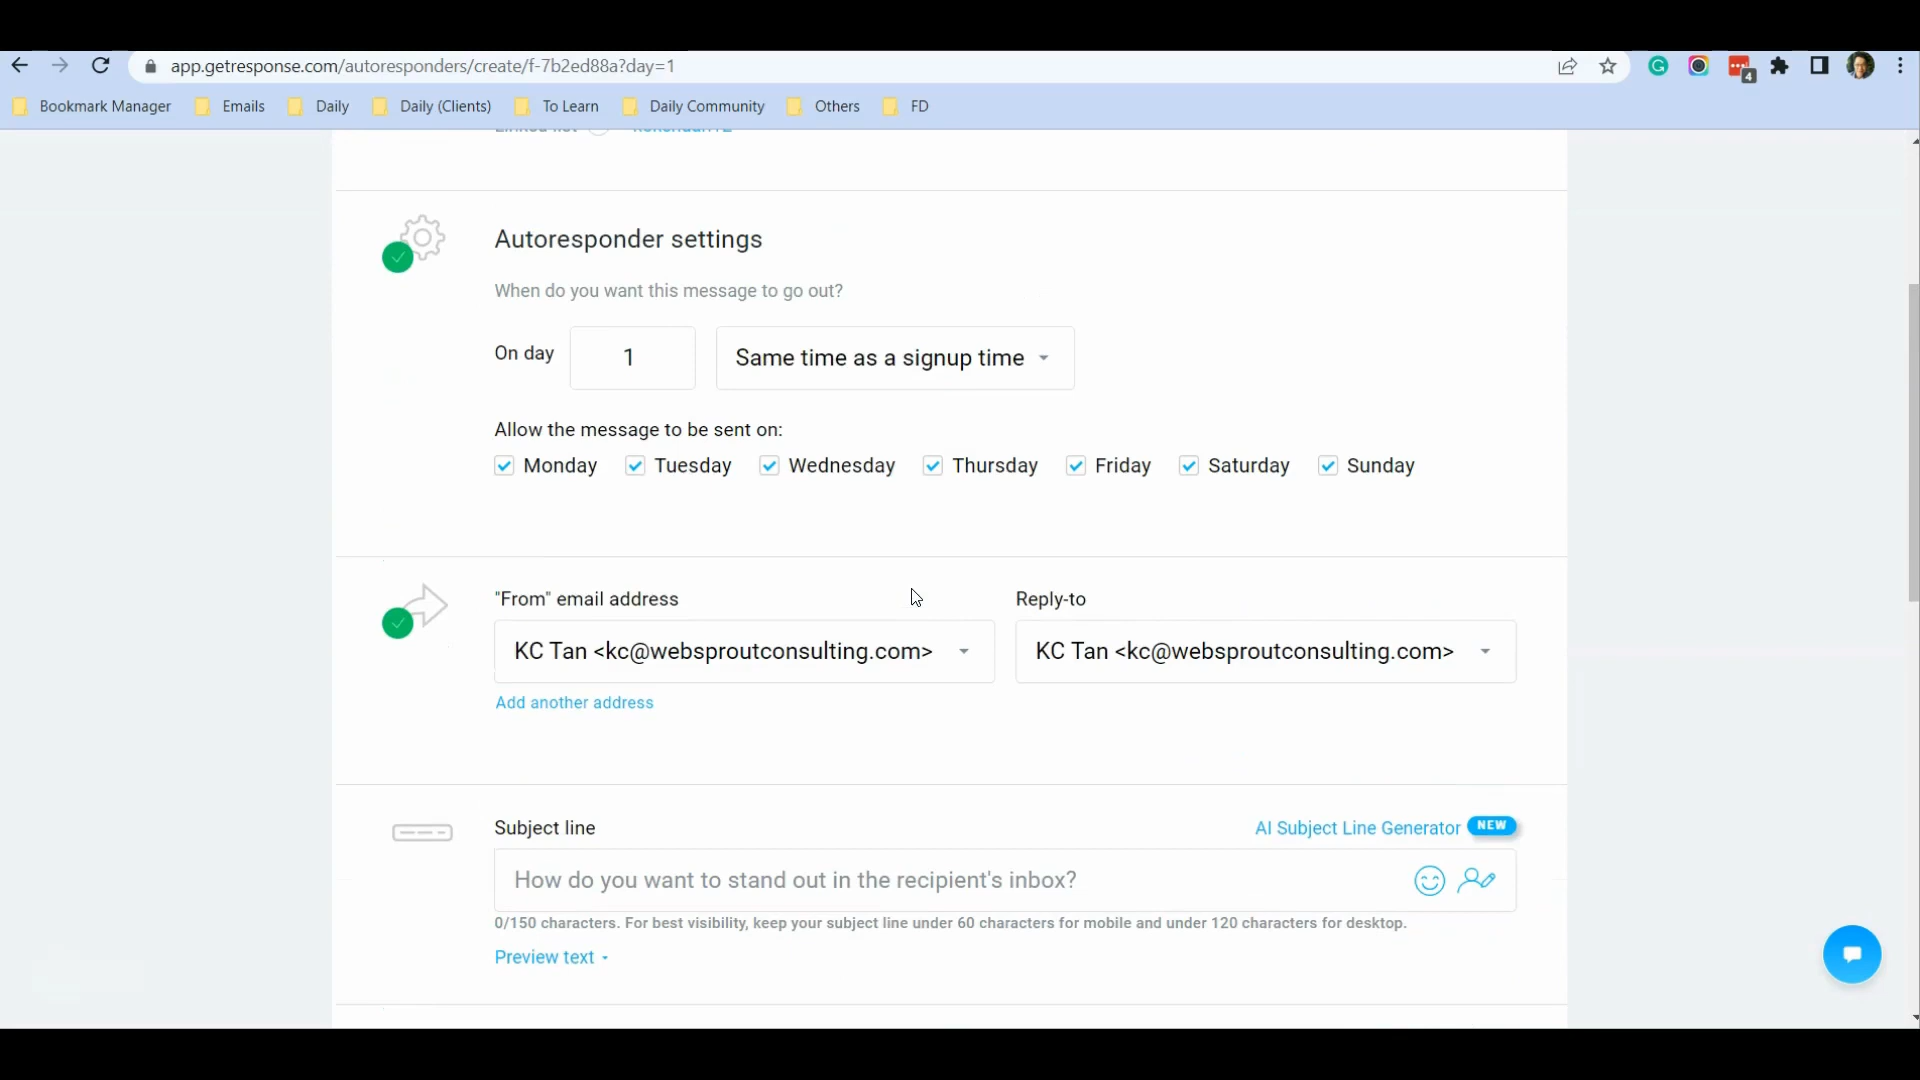 app.getresponse.com/autoresponders/create/f-7b2ed88a?day=1
4
Bookmark Manager Emails Daily Daily (Clients) To Learn Daily Community Others FD
Linked list
Autoresponder settings
When do you want this message to go out?
On day 1 Same time as a signup time
Allow the message to be sent on:
Monday Tuesday Wednesday Thursday Friday Saturday Sunday
"From" email address Reply-to
KC Tan <kc@websproutconsulting.com> KC Tan <kc@websproutconsulting.com>
Add another address
Subject line AI Subject Line Generator NEW
How do you want to stand out in the recipient's inbox?
0/150 characters. For best visibility, keep your subject line under 60 characters for mobile and under 120 characters for desktop.
Preview text